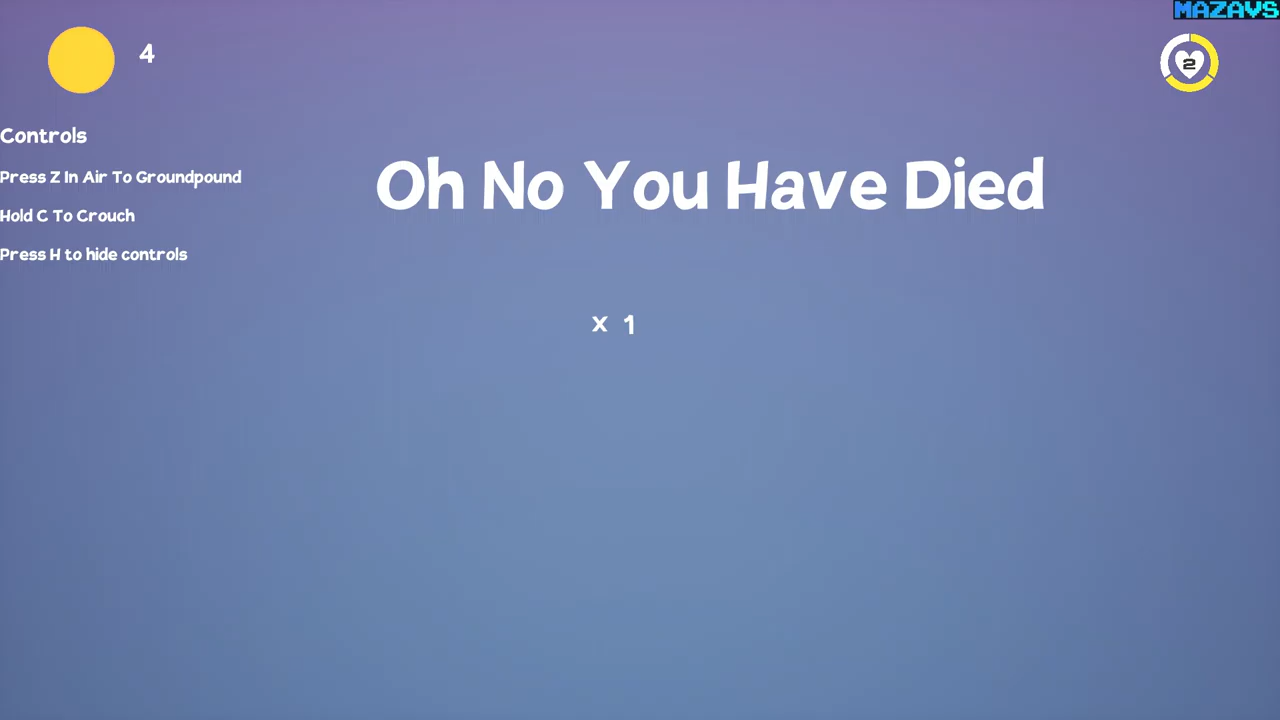 MAZAVS
4
2
Controls
Press Z In Air To Groundpound
Hold C To Crouch
Press H to hide controls
Oh No You Have Died
x 1